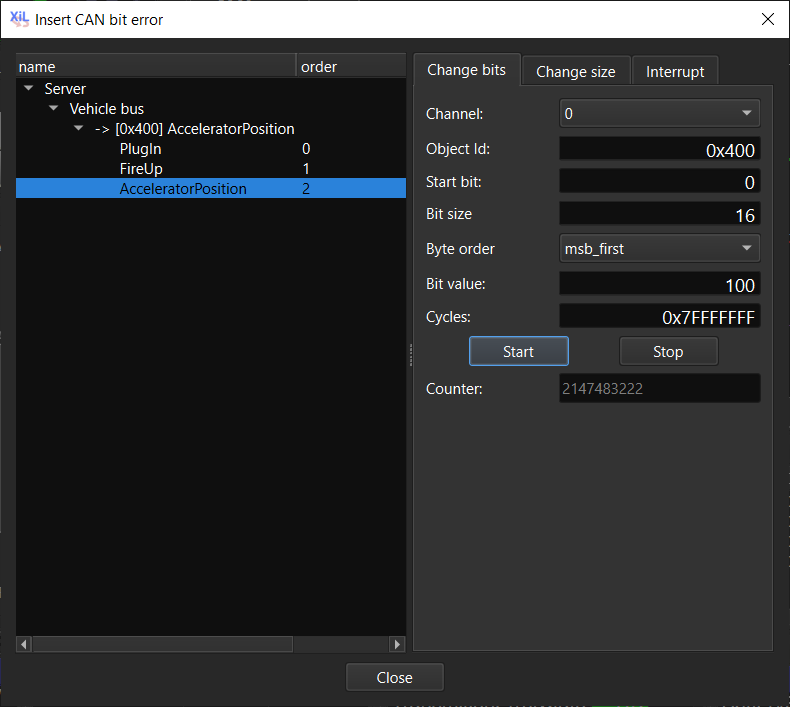 XiL Insert CAN bit error
name order
Server
Vehicle bus
-> [0x400] AcceleratorPosition
PlugIn 0
FireUp 1
AcceleratorPosition 2
Change bits Change size Interrupt
Channel: 0
Object Id: 0x400
Start bit: 0
Bit size 16
Byte order msb_first
Bit value: 100
Cycles: 0x7FFFFFFF
Start Stop
Counter: 2147483222
Close